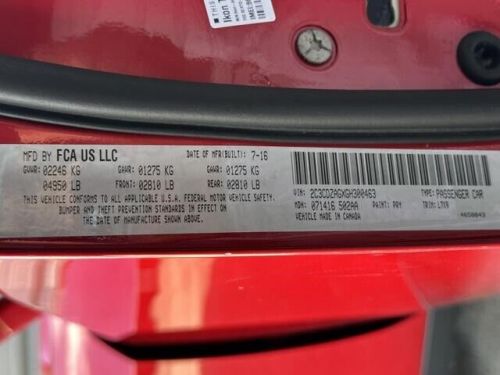 THIS
Ikon T
MFD BY FCA US LLC
DATE OF MFR(BUILT): 7-16
GVWR: 02246 KG GAWR: 01275 KG GAWR: 01275 KG
04950 LB FRONT: 02810 LB REAR: 02810 LB
THIS VEHICLE CONFORMS TO ALL APPLICABLE U.S.A. FEDERAL MOTOR VEHICLE SAFETY,
BUMPER AND THEFT PREVENTION STANDARDS IN EFFECT ON
THE DATE OF MANUFACTURE SHOWN ABOVE.
VIN: 2C3CDZAGXGH300463 TYPE: PASSENGER CAR
MDH: 071416 502AA PAINT: PRM TRIM: LTX9
VEHICLE MADE IN CANADA